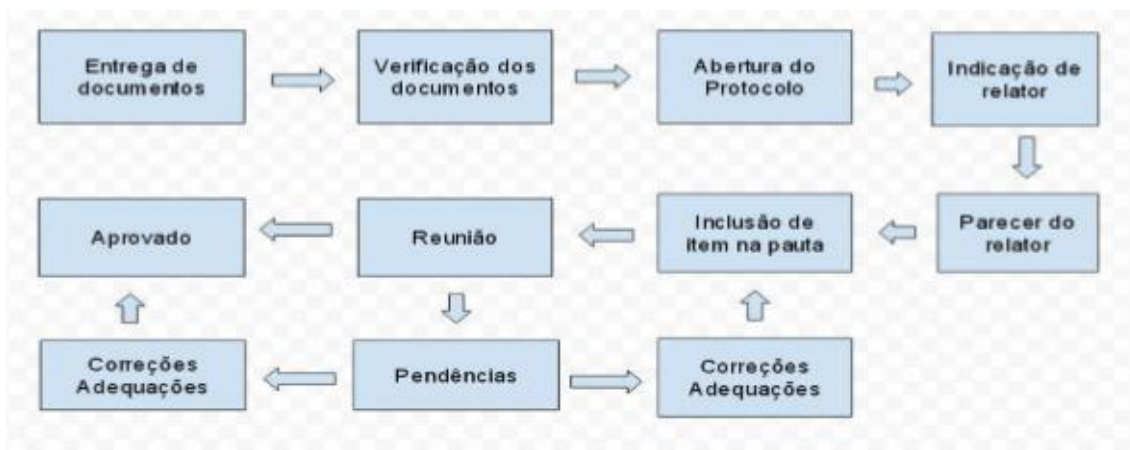 Entrega de
documentos
Verificação dos
documentos
Abertura do
Protocolo
Indicação de
relator
Aprovado
Reunião
Inclusão de
item na pauta
Parecer do
relator
Correções
Adequações
Pendências
Correções
Adequações